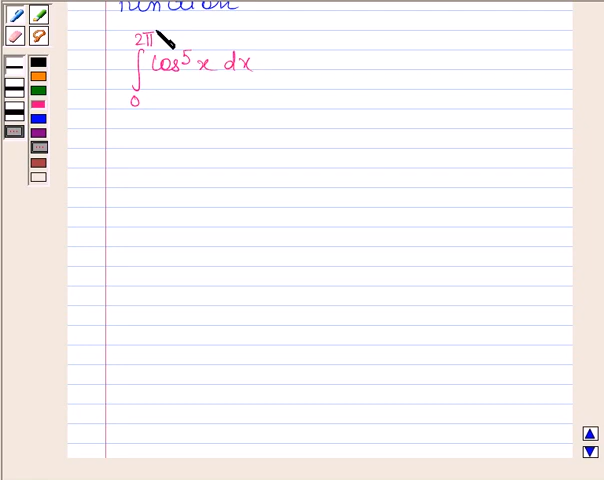 2π
∫ cos⁵ x dx
0